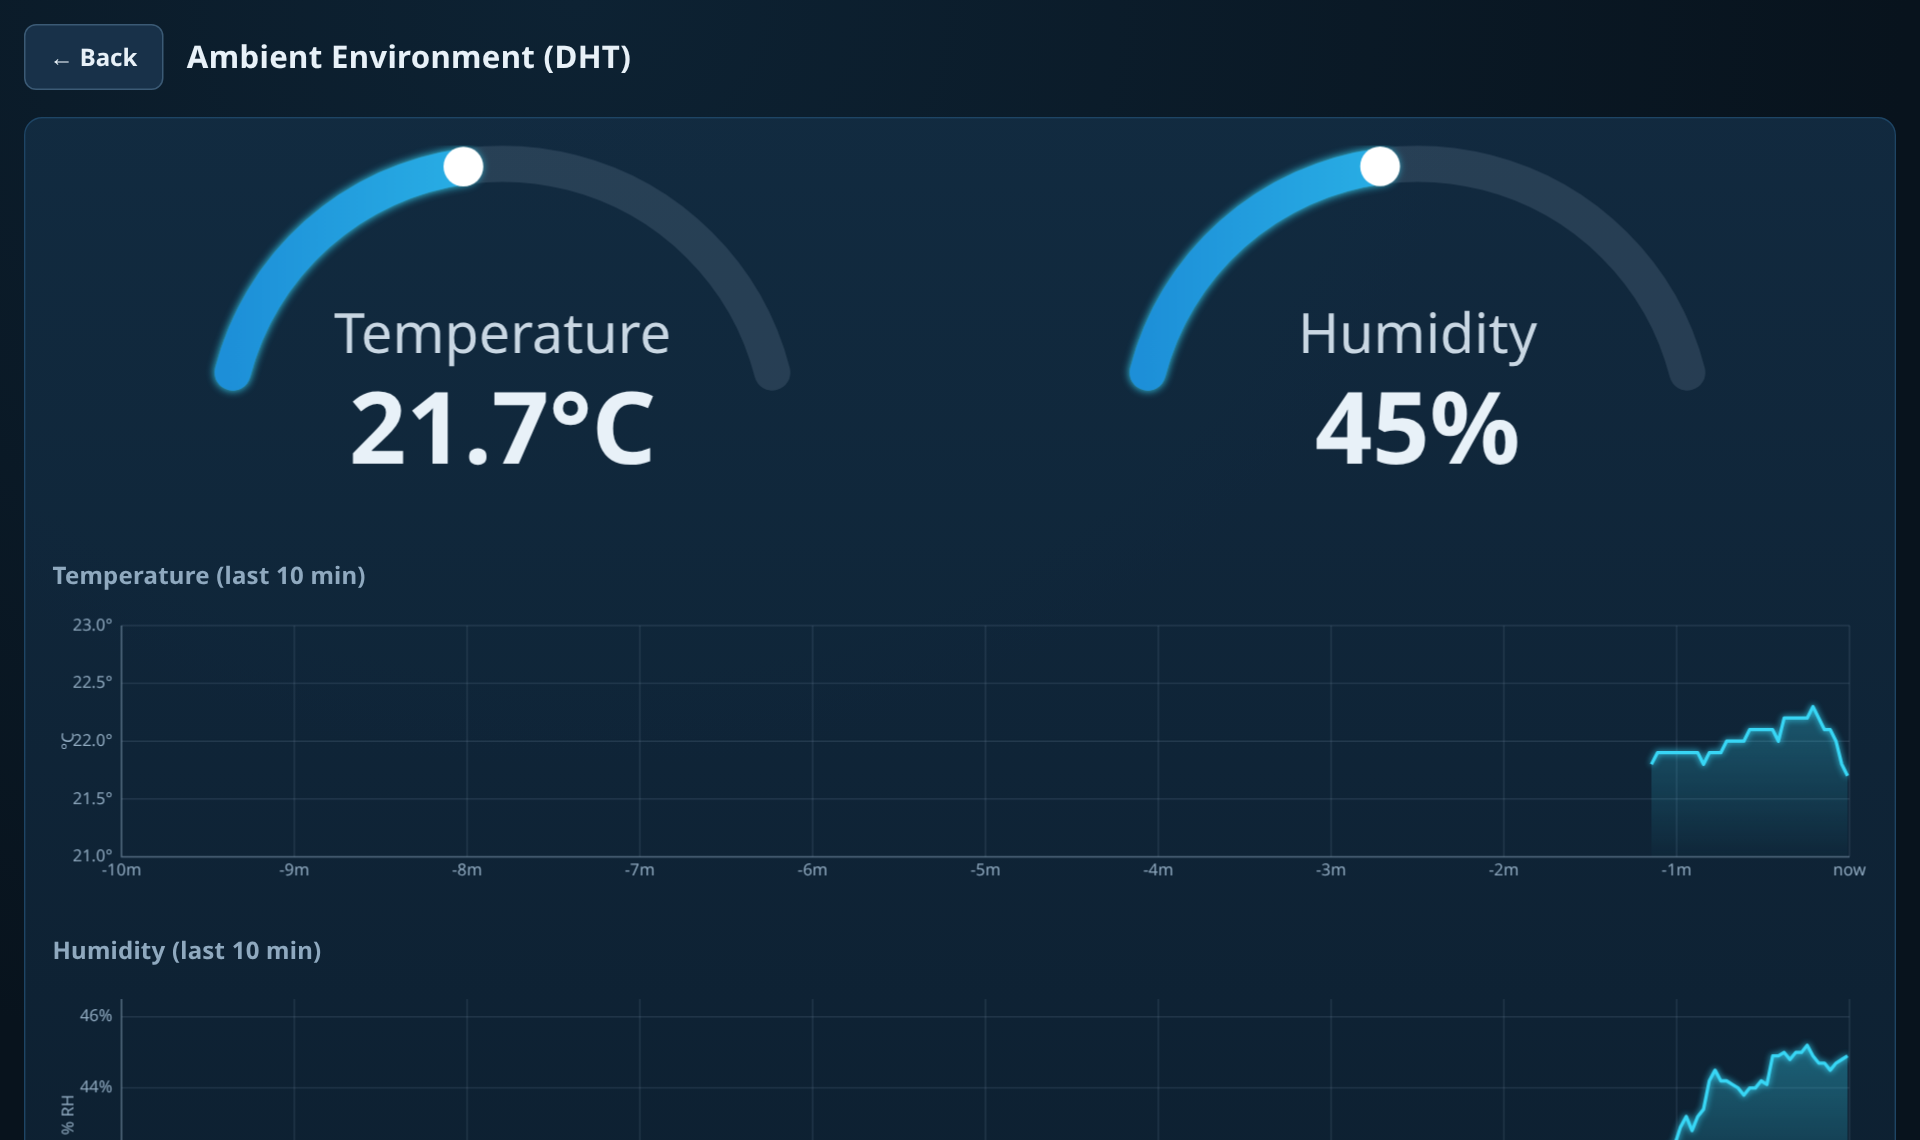 ← Back
Ambient Environment (DHT)
Temperature
21.7°C
Humidity
45%
Temperature (last 10 min)
23.0°
22.5°
22.0°
21.5°
21.0°
°C
-10m -9m -8m -7m -6m -5m -4m -3m -2m -1m now
Humidity (last 10 min)
46%
44%
% RH